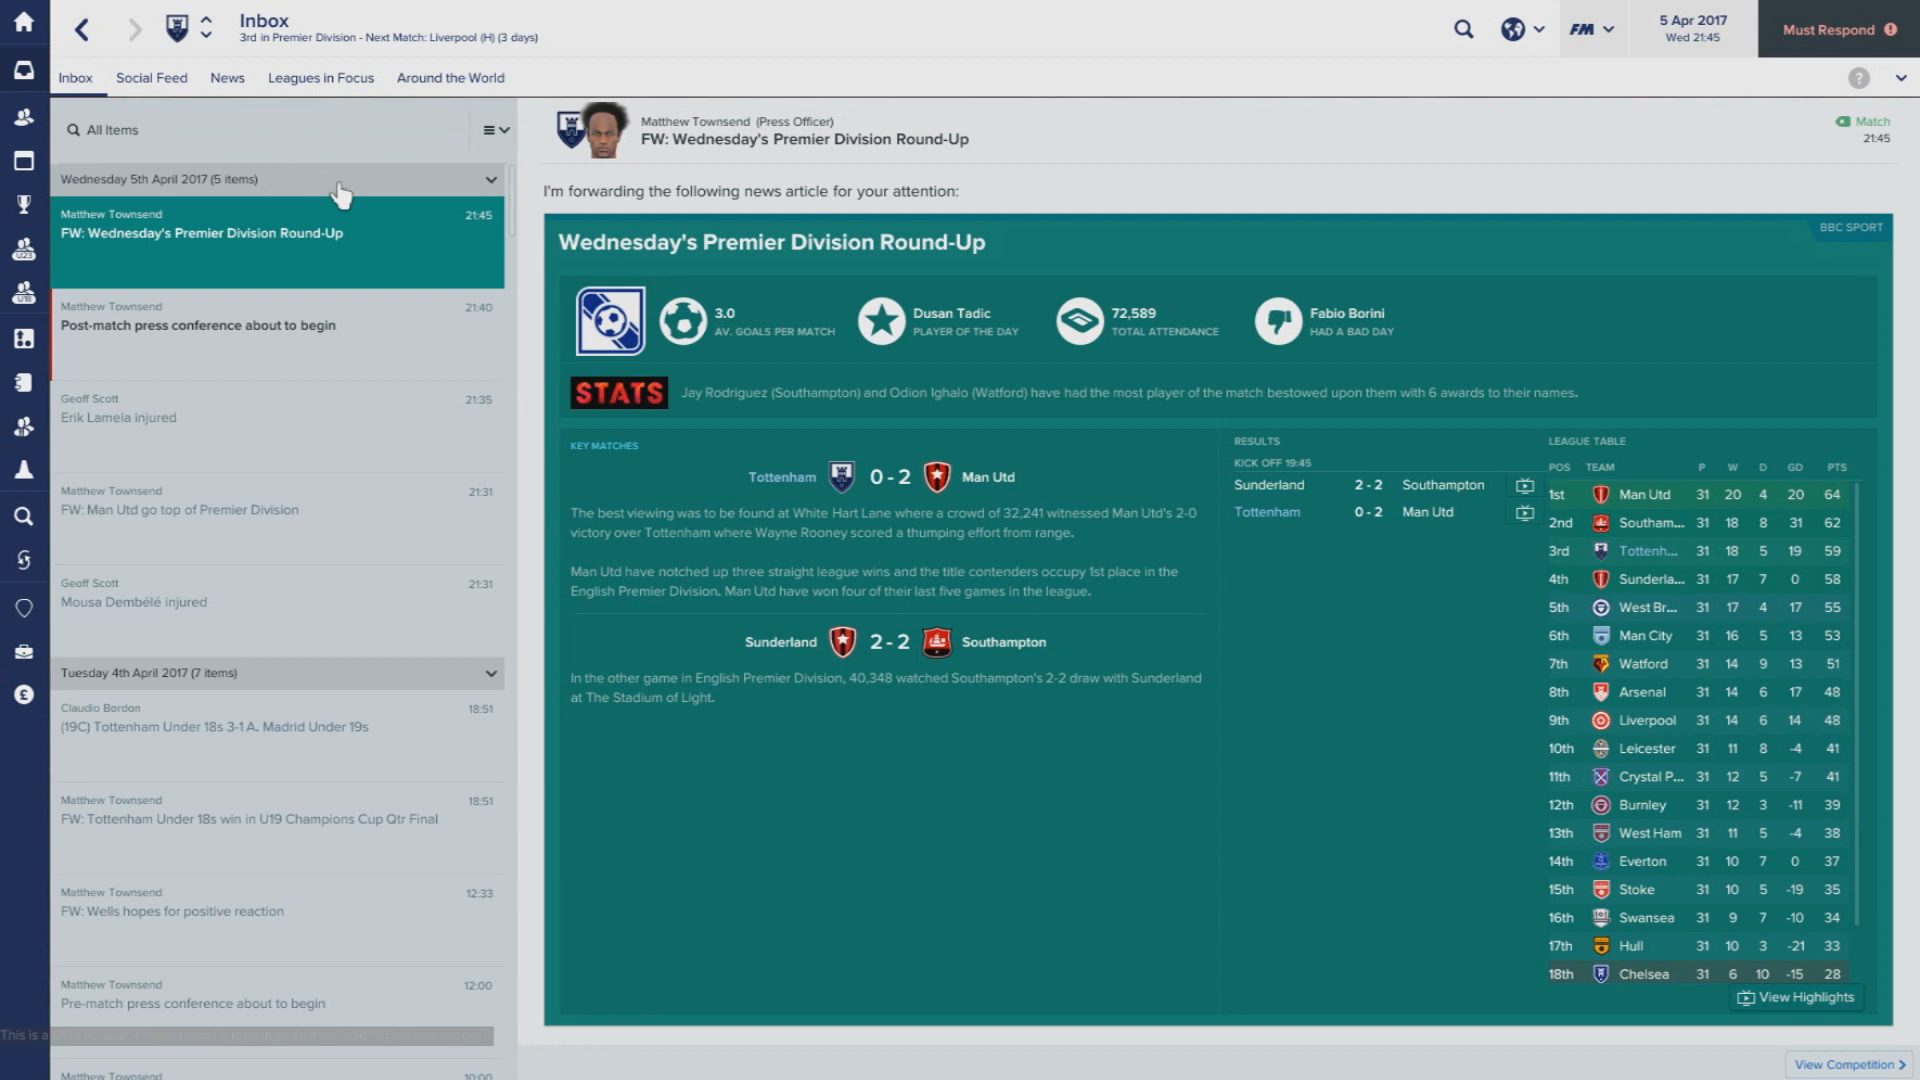 Inbox
3rd in Premier Division - Next Match: Liverpool (H) (3 days)
FM
5 Apr 2017
Wed 21:45
Must Respond
Inbox
Social Feed
News
Leagues in Focus
Around the World
All Items
Wednesday 5th April 2017 (5 items)
Matthew Townsend 21:45
FW: Wednesday's Premier Division Round-Up
Matthew Townsend 21:40
Post-match press conference about to begin
Geoff Scott 21:35
Erik Lamela injured
Matthew Townsend 21:31
FW: Man Utd go top of Premier Division
Geoff Scott 21:31
Mousa Dembélé injured
Tuesday 4th April 2017 (7 items)
Claudio Bordon 18:51
(19C) Tottenham Under 18s 3-1 A. Madrid Under 19s
Matthew Townsend 18:51
FW: Tottenham Under 18s win in U19 Champions Cup Qtr Final
Matthew Townsend 12:33
FW: Wells hopes for positive reaction
Matthew Townsend 12:00
Pre-match press conference about to begin
This is a
Matthew Townsend 10:00
U23
U18
Matthew Townsend (Press Officer)
FW: Wednesday's Premier Division Round-Up
Match
21:45
I'm forwarding the following news article for your attention:
Wednesday's Premier Division Round-Up
BBC SPORT
3.0
AV. GOALS PER MATCH
Dusan Tadic
PLAYER OF THE DAY
72,589
TOTAL ATTENDANCE
Fabio Borini
HAD A BAD DAY
STATS
Jay Rodriguez (Southampton) and Odion Ighalo (Watford) have had the most player of the match bestowed upon them with 6 awards to their names.
KEY MATCHES
Tottenham 0 - 2 Man Utd
The best viewing was to be found at White Hart Lane where a crowd of 32,241 witnessed Man Utd's 2-0
victory over Tottenham where Wayne Rooney scored a thumping effort from range.
Man Utd have notched up three straight league wins and the title contenders occupy 1st place in the
English Premier Division. Man Utd have won four of their last five games in the league.
Sunderland 2 - 2 Southampton
In the other game in English Premier Division, 40,348 watched Southampton's 2-2 draw with Sunderland
at The Stadium of Light.
RESULTS
KICK OFF 19:45
Sunderland 2 - 2 Southampton
Tottenham 0 - 2 Man Utd
LEAGUE TABLE
POS TEAM P W D GD PTS
1st Man Utd 31 20 4 20 64
2nd Southam... 31 18 8 31 62
3rd Tottenh... 31 18 5 19 59
4th Sunderla... 31 17 7 0 58
5th West Br... 31 17 4 17 55
6th Man City 31 16 5 13 53
7th Watford 31 14 9 13 51
8th Arsenal 31 14 6 17 48
9th Liverpool 31 14 6 14 48
10th Leicester 31 11 8 -4 41
11th Crystal P... 31 12 5 -7 41
12th Burnley 31 12 3 -11 39
13th West Ham 31 11 5 -4 38
14th Everton 31 10 7 0 37
15th Stoke 31 10 5 -19 35
16th Swansea 31 9 7 -10 34
17th Hull 31 10 3 -21 33
18th Chelsea 31 6 10 -15 28
View Highlights
View Competition